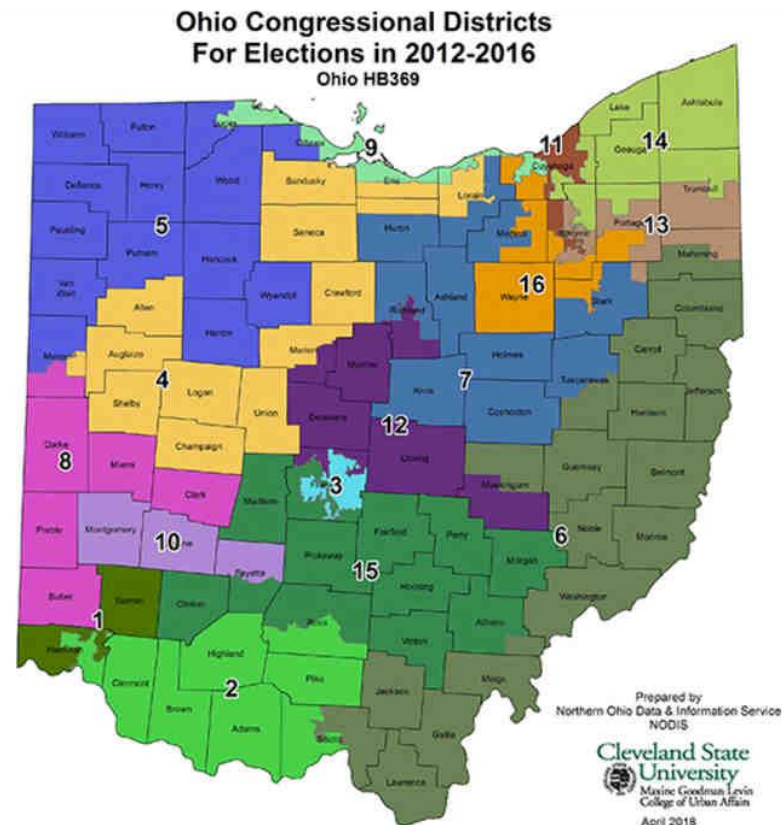 Ohio Congressional Districts
For Elections in 2012-2016
Ohio HB369
Lake
Ashtabula
Geauga
11
14
9
Williams
Fulton
Wood
Sandusky
Erie
Lorain
Cuyahoga
Trumbull
Defiance
Henry
Portage
13
5
Paulding
Seneca
Huron
Medina
Mahoning
Putnam
Hancock
16
Van
Wert
Wyandot
Crawford
Richland
Ashland
Wayne
Stark
Columbiana
Allen
Hardin
Mercer
Auglaize
Marion
Morrow
Holmes
Carroll
4
Logan
Knox
7
Tuscarawas
Jefferson
Shelby
Union
Delaware
Coshocton
Harrison
12
Champaign
8
Darke
Miami
Licking
Guernsey
Belmont
Clark
Madison
3
Muskingum
Preble
Montgomery
10
Fairfield
Perry
6
Noble
Monroe
Fayette
Pickaway
15
Morgan
Butler
Clinton
Hocking
Washington
1
Ross
Athens
Vinton
Highland
2
Pike
Meigs
Clermont
Brown
Adams
Jackson
Gallia
Lawrence
Prepared by
Northern Ohio Data & Information Service
NODIS
Cleveland State
University
Maxine Goodman Levin
College of Urban Affairs
April 2018